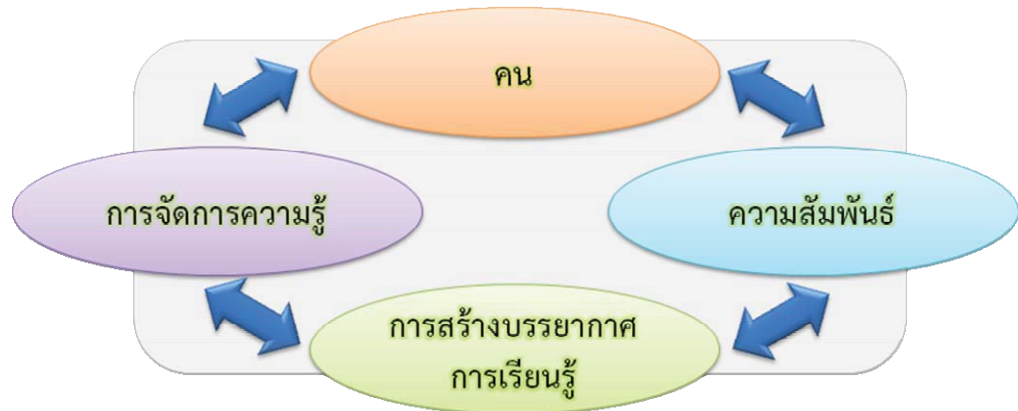 คน
การจัดการความรู้
ความสัมพันธ์
การสร้างบรรยากาศ
การเรียนรู้